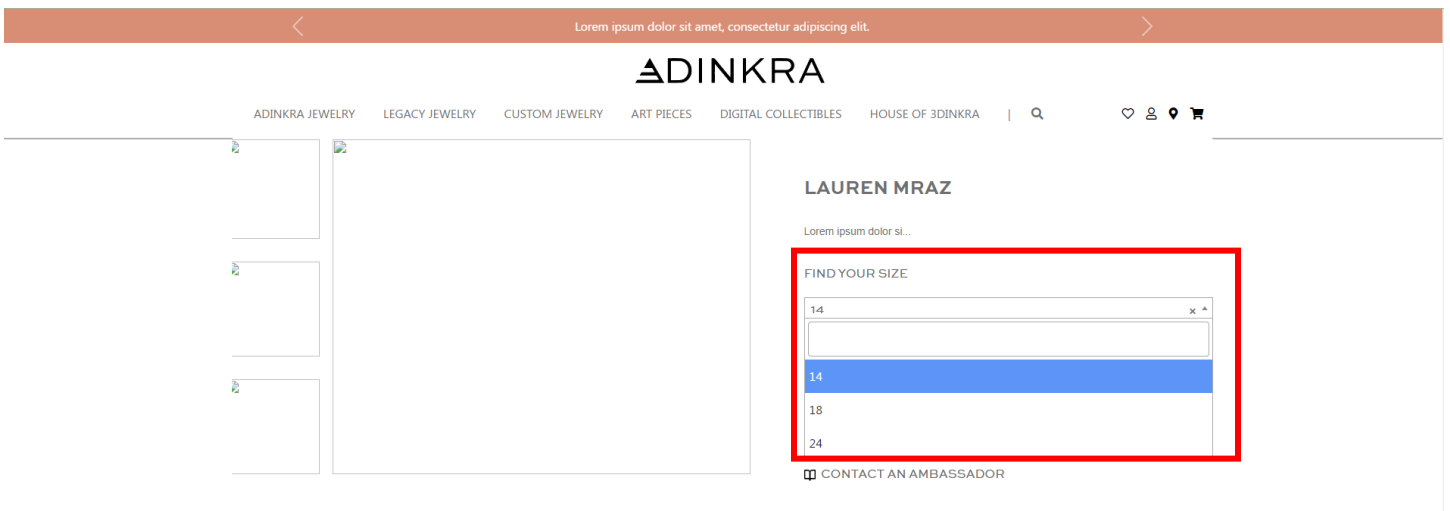 Lorem ipsum dolor sit amet, consectetur adipiscing elit.
ADINKRA
ADINKRA JEWELRY LEGACY JEWELRY CUSTOM JEWELRY ART PIECES DIGITAL COLLECTIBLES HOUSE OF 3DINKRA |
LAUREN MRAZ
Lorem ipsum dolor si...
FIND YOUR SIZE
14 ×
14
18
24
CONTACT AN AMBASSADOR